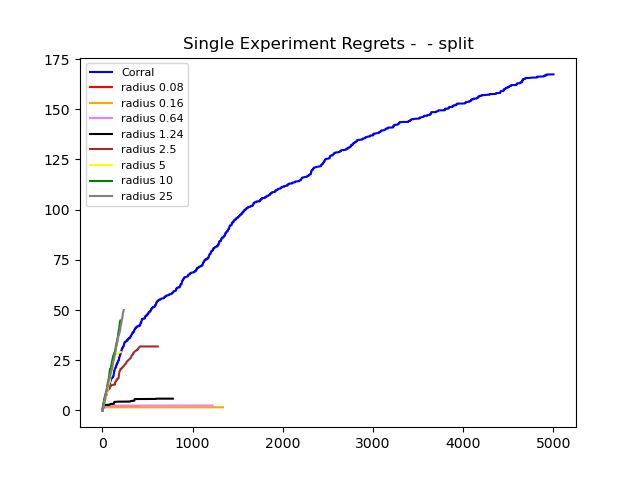 Single Experiment Regrets -  - split
175
150
125
100
75
50
25
0
Corral
radius 0.08
radius 0.16
radius 0.64
radius 1.24
radius 2.5
radius 5
radius 10
radius 25
0 1000 2000 3000 4000 5000